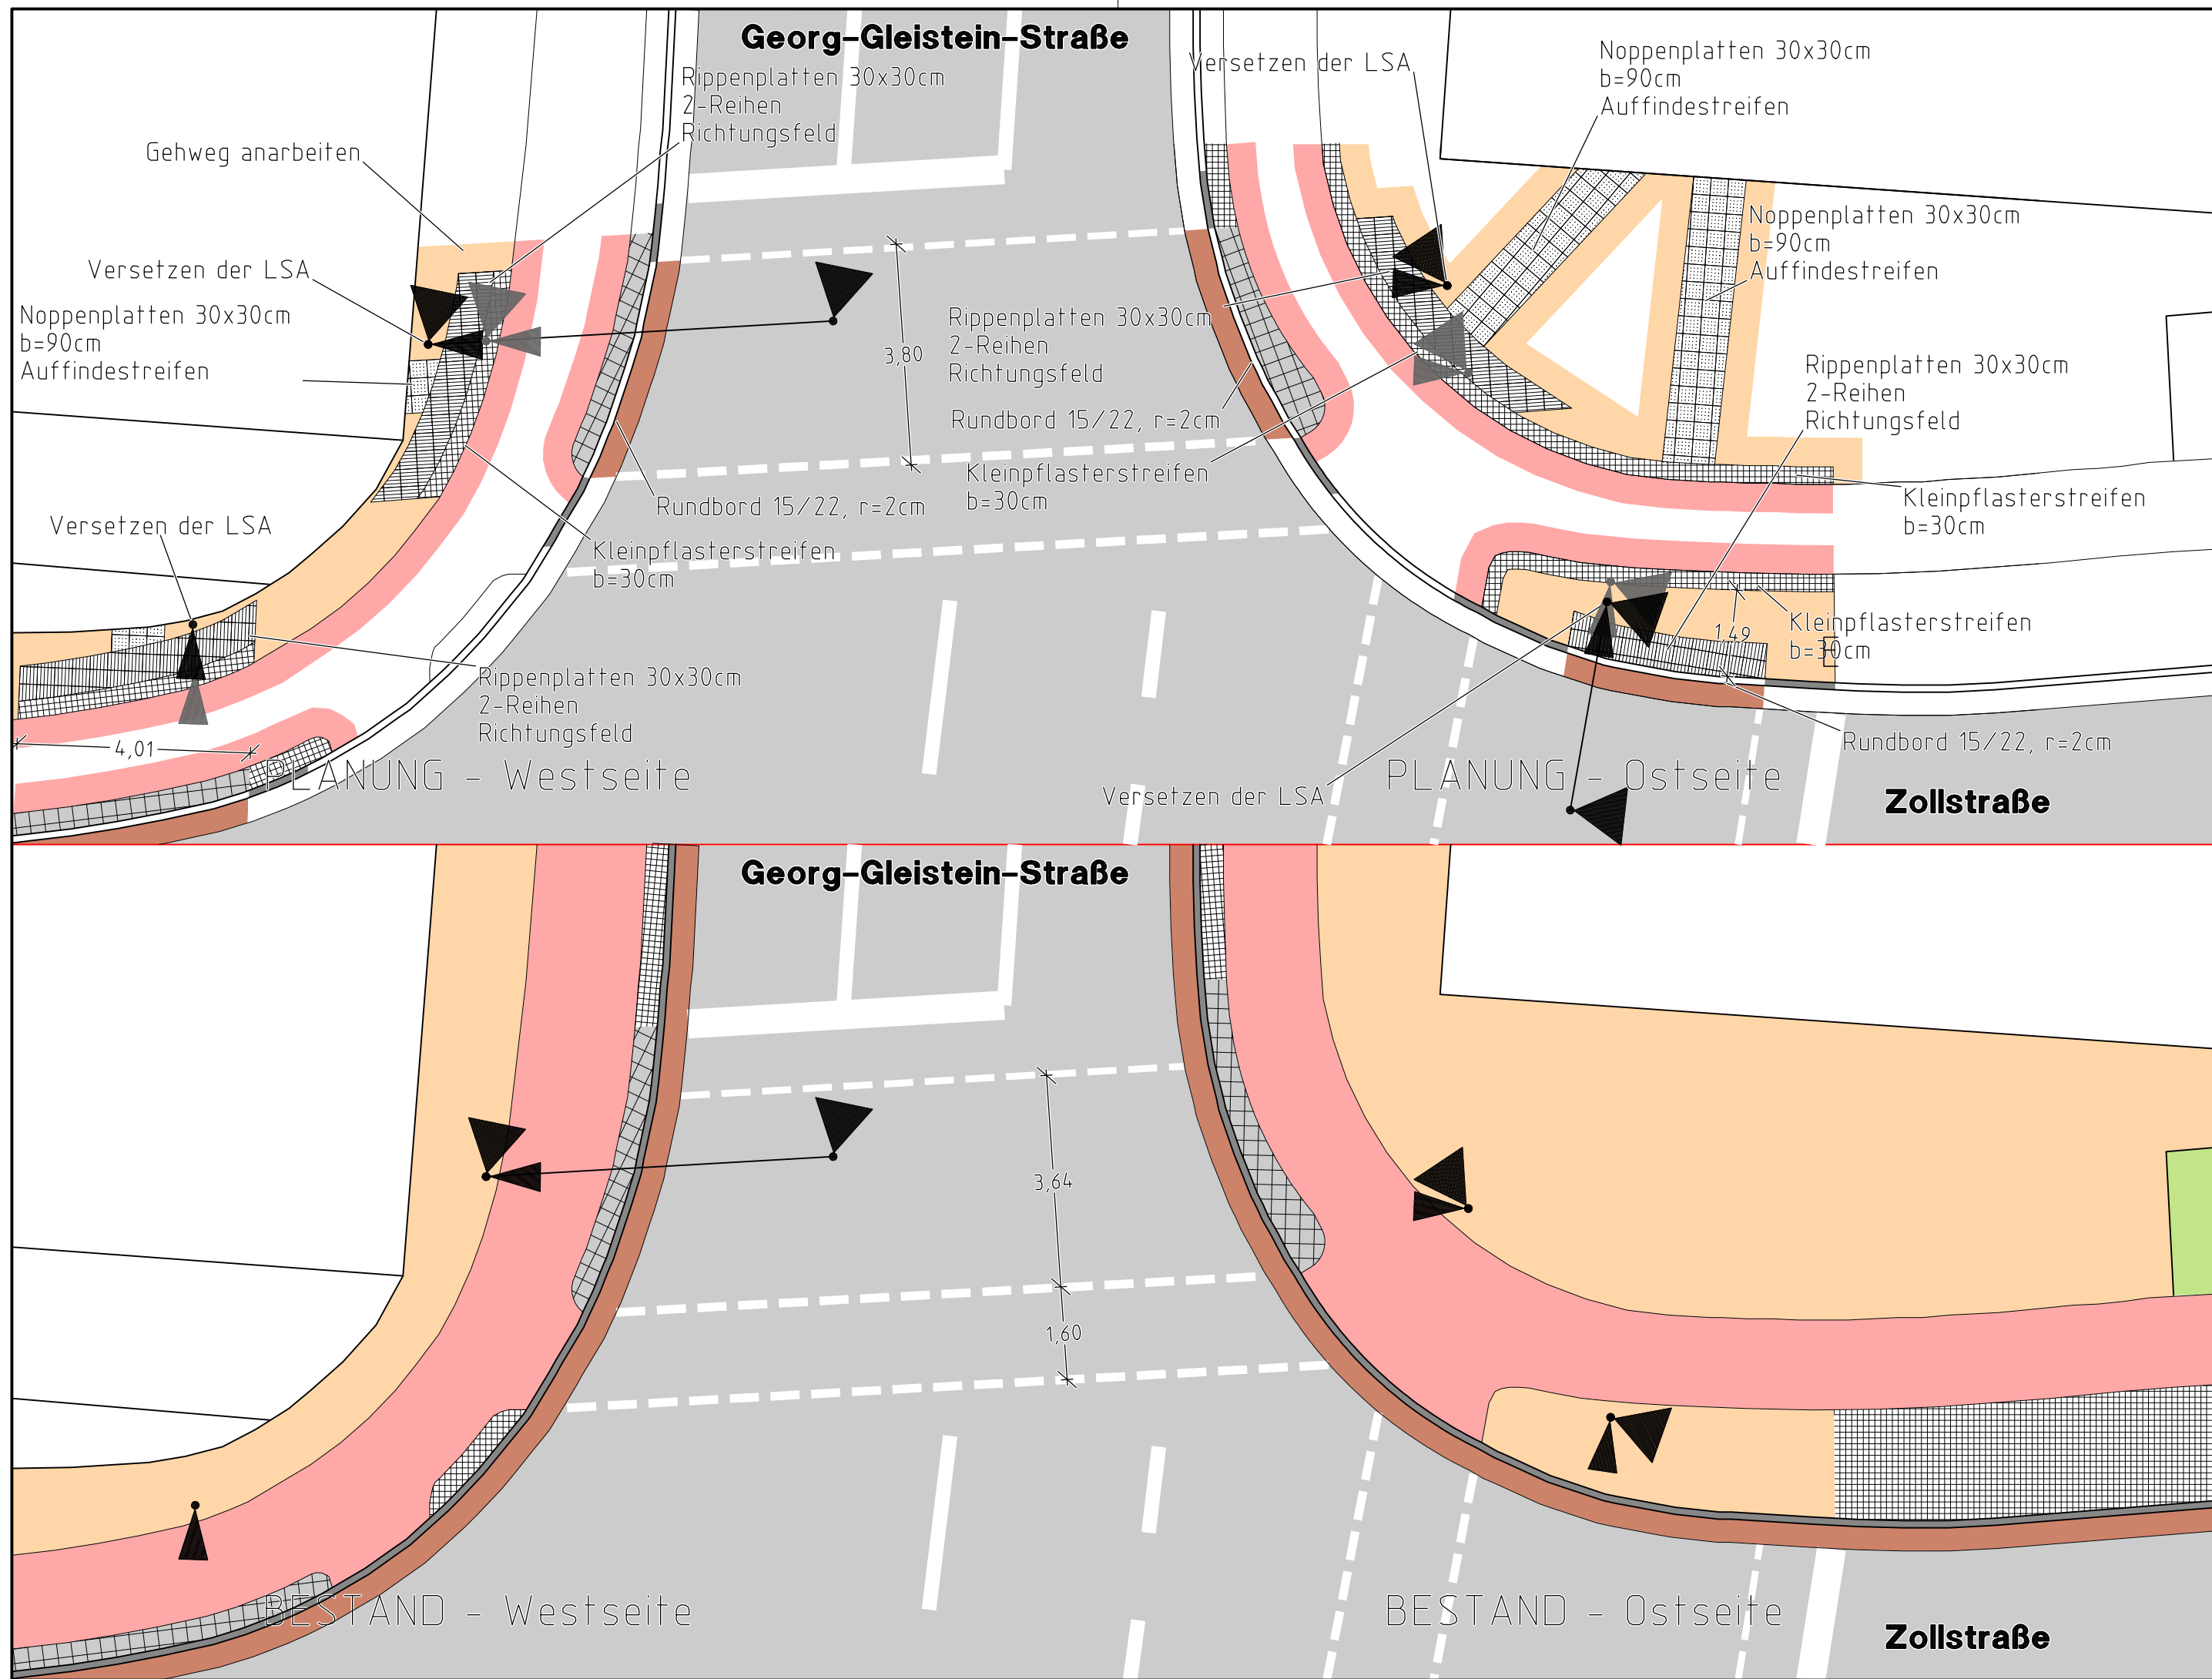 Georg-Gleistein-Straße
Rippenplatten 30x30cm
2-Reihen
Richtungsfeld
Gehweg anarbeiten
Versetzen der LSA
Noppenplatten 30x30cm
b=90cm
Auffindestreifen
Versetzen der LSA
Rundbord 15/22, r=2cm
Kleinpflasterstreifen
b=30cm
Rippenplatten 30x30cm
2-Reihen
Richtungsfeld
4,01
PLANUNG - Westseite
3,80
Versetzen der LSA
Noppenplatten 30x30cm
b=90cm
Auffindestreifen
Noppenplatten 30x30cm
b=90cm
Auffindestreifen
Rippenplatten 30x30cm
2-Reihen
Richtungsfeld
Rundbord 15/22, r=2cm
Kleinpflasterstreifen
b=30cm
Rippenplatten 30x30cm
2-Reihen
Richtungsfeld
Kleinpflasterstreifen
b=30cm
1,49
Kleinpflasterstreifen
b=30cm
Rundbord 15/22, r=2cm
Versetzen der LSA
PLANUNG - Ostseite
Zollstraße
Georg-Gleistein-Straße
3,64
1,60
BESTAND - Westseite
BESTAND - Ostseite
Zollstraße